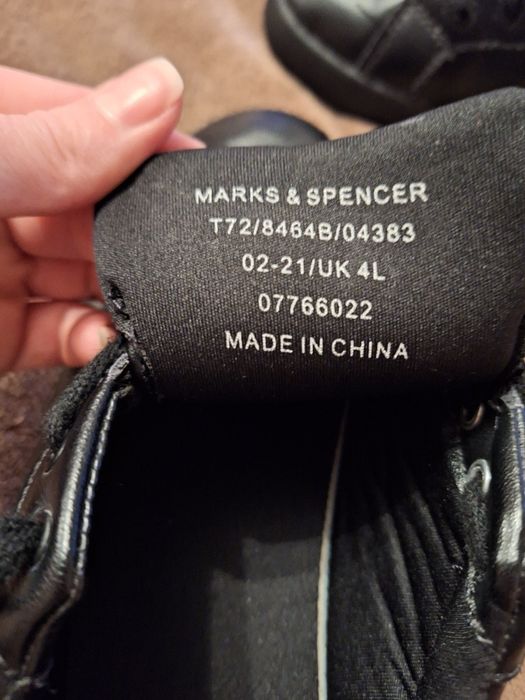 MARKS & SPENCER
T72/8464B/04383
02-21/UK 4L
07766022
MADE IN CHINA